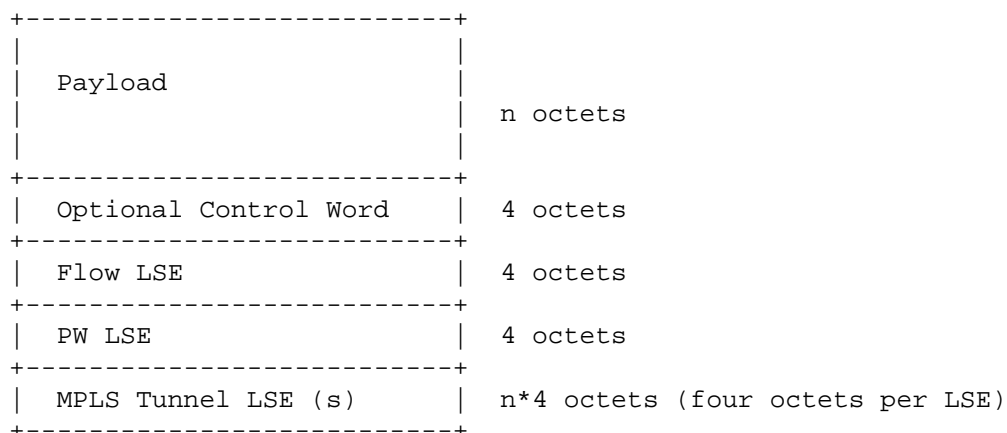 Payload
n octets
Optional Control Word 4 octets
Flow LSE 4 octets
PW LSE 4 octets
MPLS Tunnel LSE (s) n*4 octets (four octets per LSE)